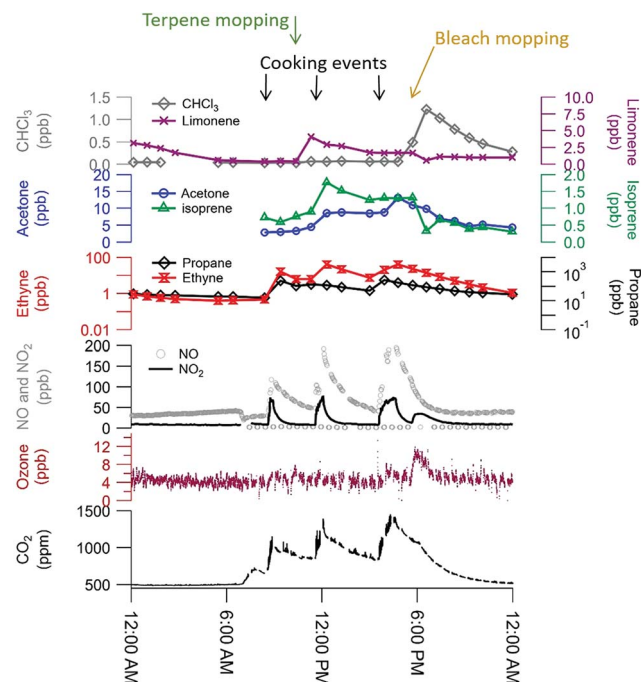 Terpene mopping
Bleach mopping
Cooking events
CHCl₃
(ppb)
1.5
1.0
0.5
0.0
CHCl₃
Limonene
10.0
7.5
5.0
2.5
0.0
Limonene
(ppb)
Acetone
(ppb)
20
15
10
5
0
Acetone
isoprene
2.0
1.5
1.0
0.5
0.0
Isoprene
(ppb)
Ethyne
(ppb)
100
1
0.01
Propane
Ethyne
10³
10¹
10⁻¹
Propane
(ppb)
NO and NO₂
(ppb)
200
150
100
50
0
NO
NO₂
Ozone
(ppb)
12
8
4
0
CO₂
(ppm)
1500
1000
500
12:00 AM
6:00 AM
12:00 PM
6:00 PM
12:00 AM